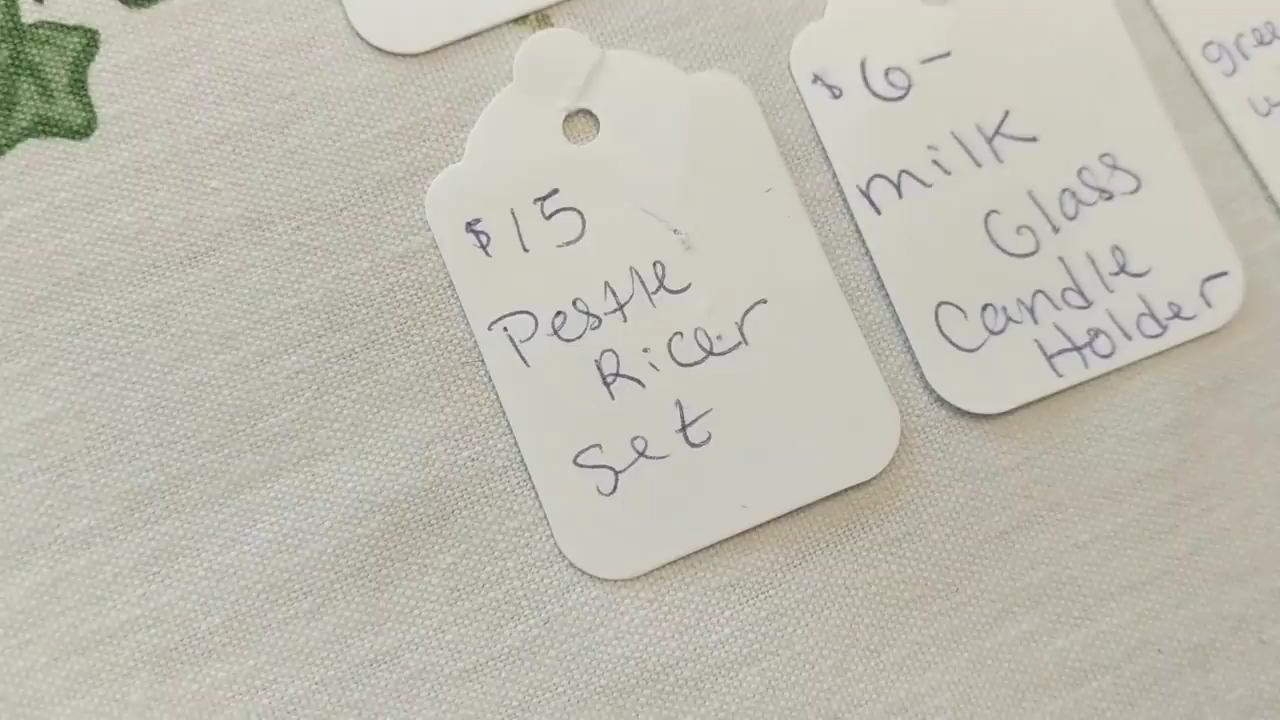 $15
Pestle
Ricer
Set
$6-
milk
Glass
Candle
Holder